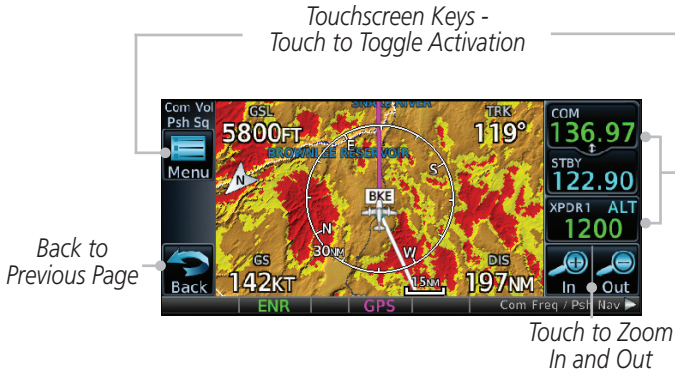 Touchscreen Keys -
Touch to Toggle Activation
Com Vol
Psh Sq
Menu
GSL
5800FT
SNAKE RIVER
TRK
119°
BROWNLEE RESERVOIR
E
S
N
BKE
N
W
30NM
GS
142KT
15NM
DIS
197NM
COM
136.97
STBY
122.90
XPDR1 ALT
1200
In
Out
Back
ENR
GPS
Com Freq / Psh Nav
Back to
Previous Page
Touch to Zoom
In and Out